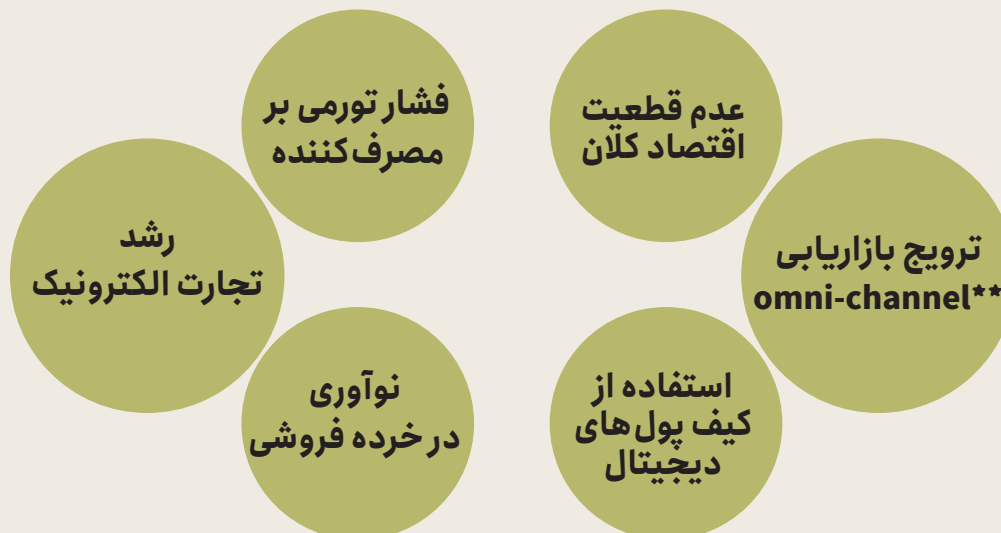 عدم قطعیت
اقتصاد کلان
فشار تورمی بر
مصرف‌کننده
ترویج بازاریابی
omni-channel**
رشد
تجارت الکترونیک
استفاده از
کیف پول‌های
دیجیتال
نوآوری
در خرده فروشی